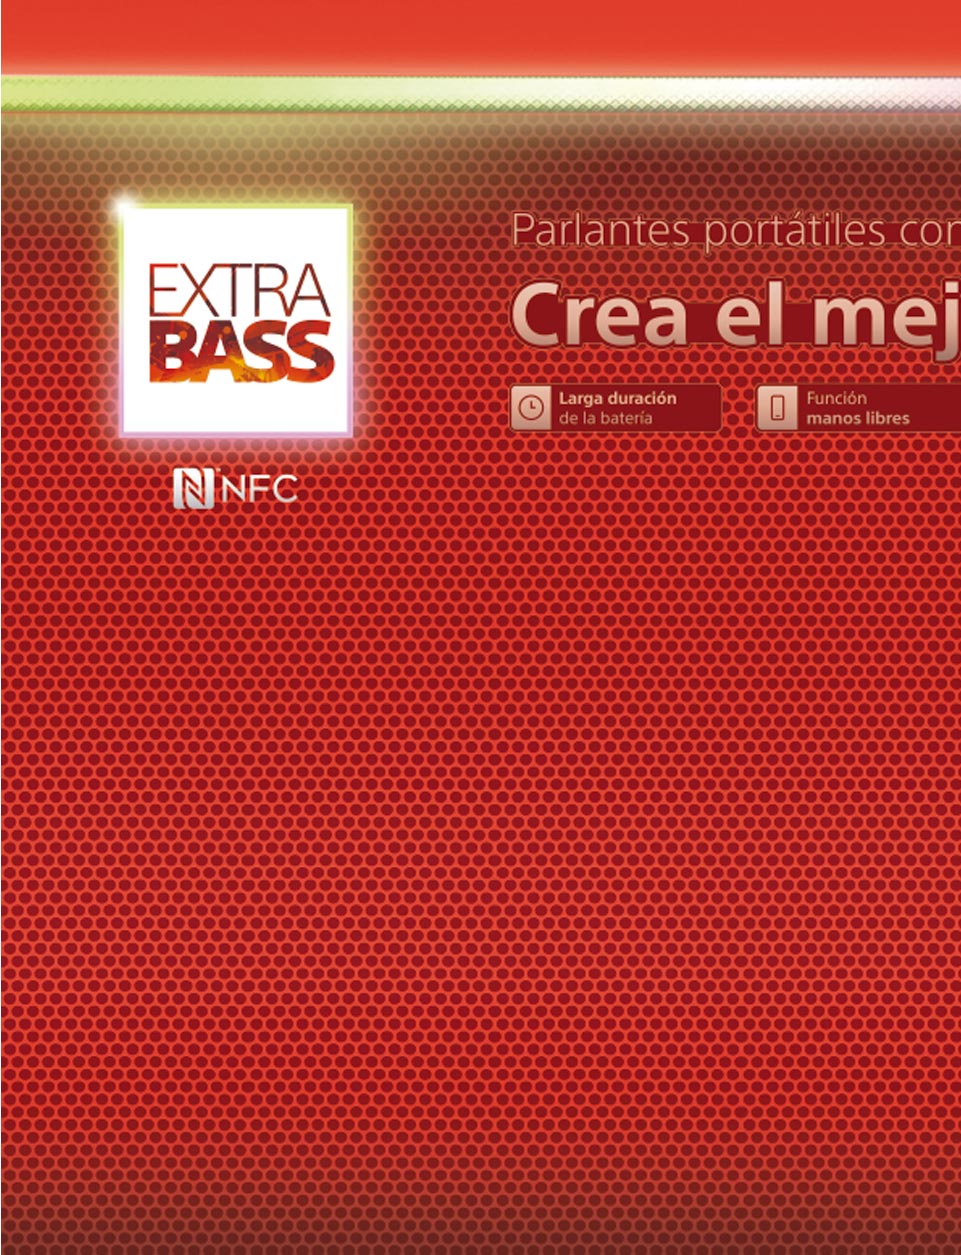 Parlantes portátiles con
Crea el mej
EXTRA
BASS
Larga duración
de la batería
Función
manos libres
NFC